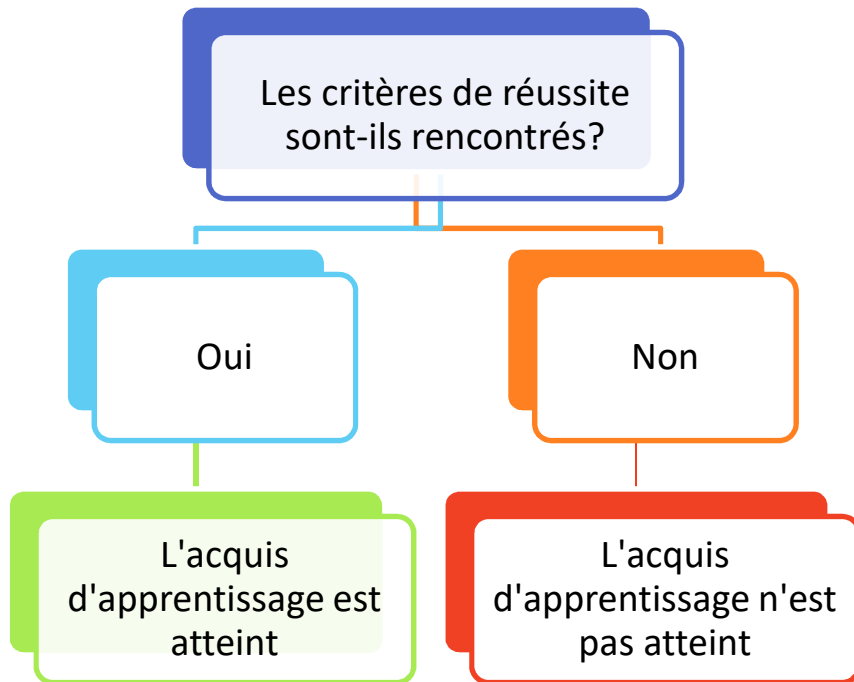 Les critères de réussite
sont-ils rencontrés?
Oui
Non
L'acquis
d'apprentissage est
atteint
L'acquis
d'apprentissage n'est
pas atteint